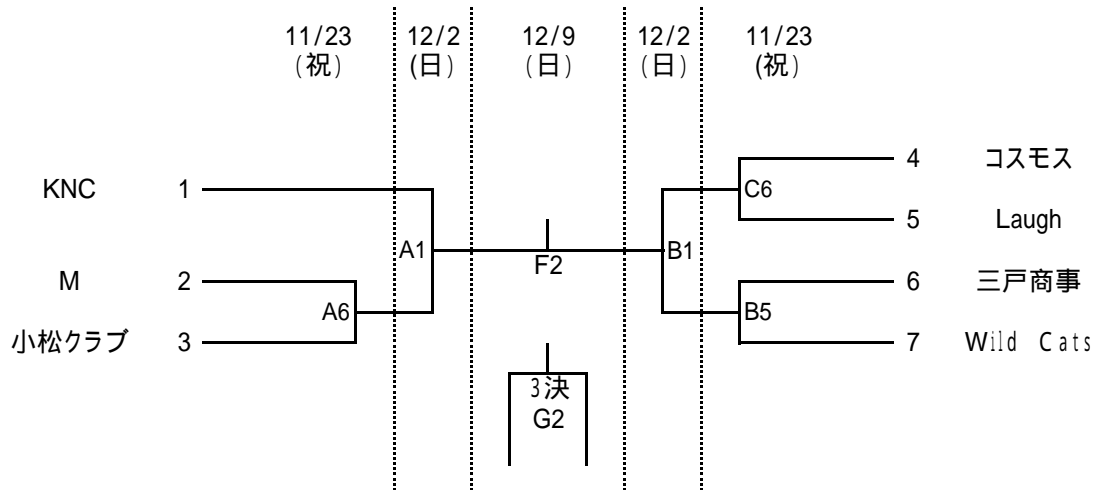 11/23 12/2 12/9 12/2 11/23
(祝) (日) (日) (日) (祝)
4 コスモス
KNC 1 C6
A1 B1 5 Laugh
F2
M 2 6 三戸商事
A6 B5
小松クラブ 3 7 Wild Cats
3決
G2